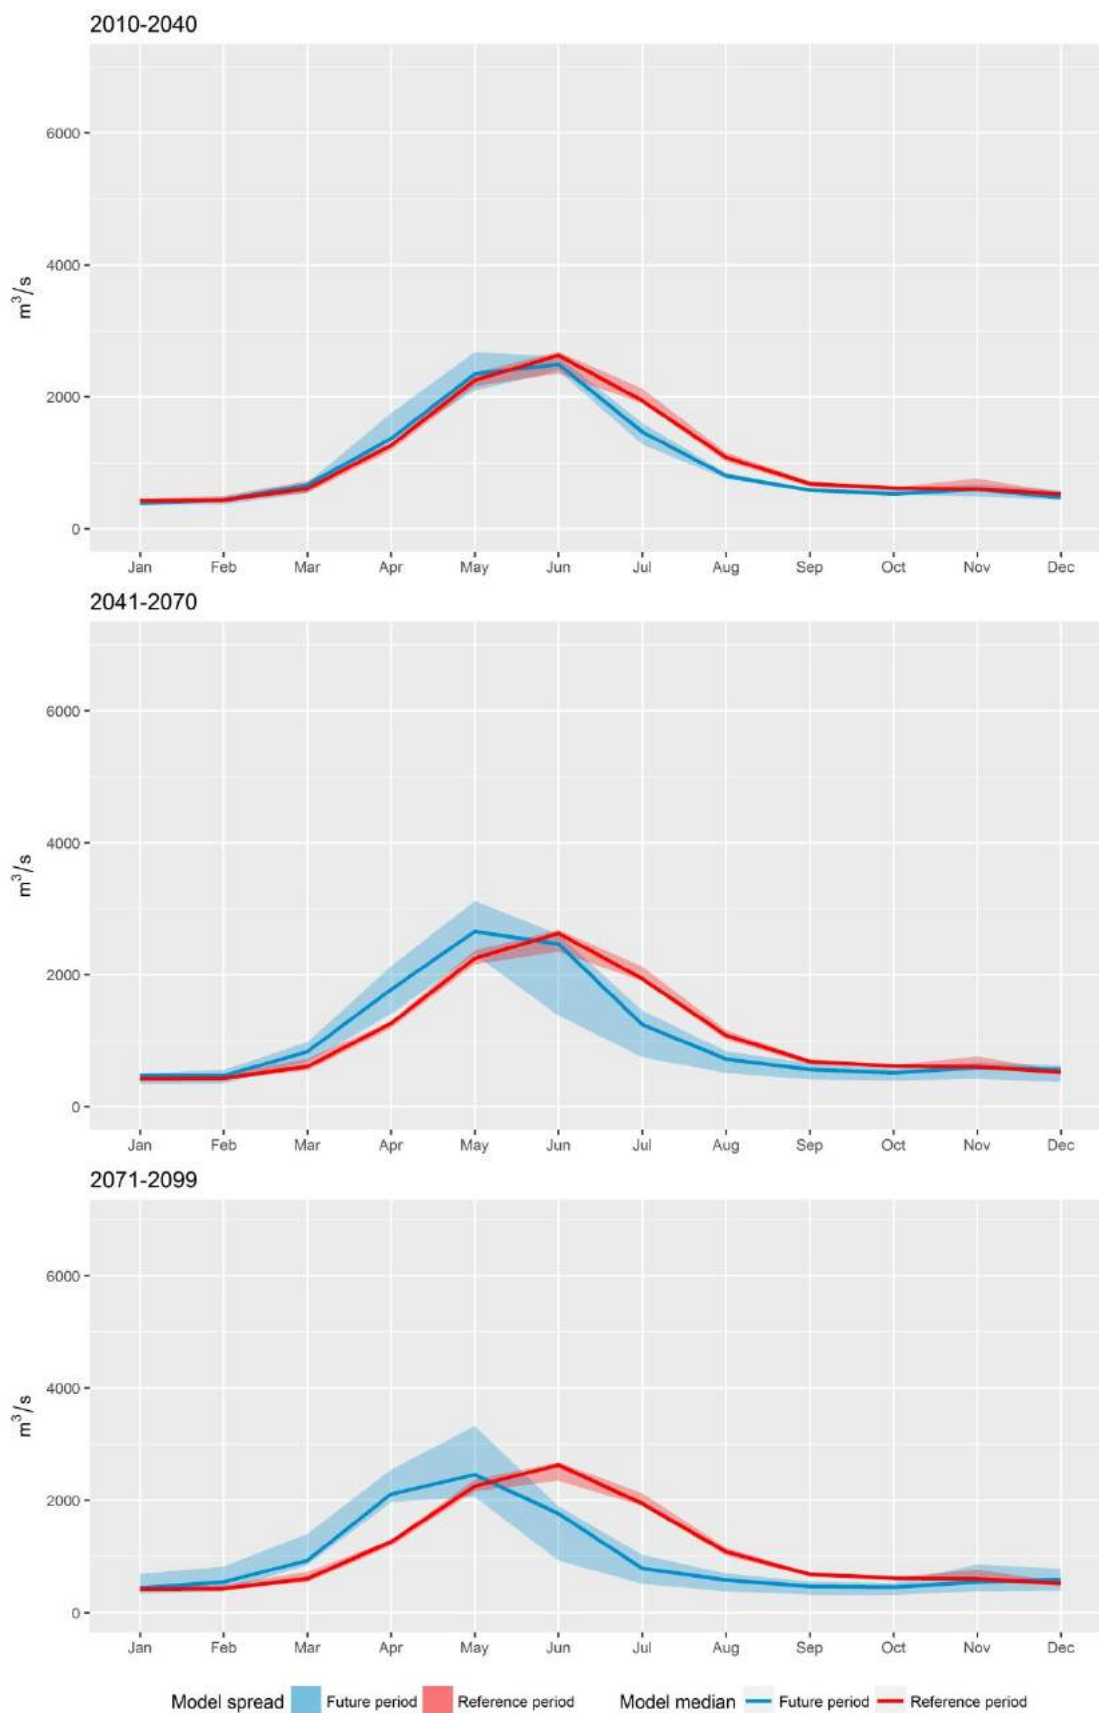 2010-2040
6000
4000
2000
0
m³/s
Jan Feb Mar Apr May Jun Jul Aug Sep Oct Nov Dec
2041-2070
6000
4000
2000
0
m³/s
Jan Feb Mar Apr May Jun Jul Aug Sep Oct Nov Dec
2071-2099
6000
4000
2000
0
m³/s
Jan Feb Mar Apr May Jun Jul Aug Sep Oct Nov Dec
Model spread Future period Reference period Model median Future period Reference period